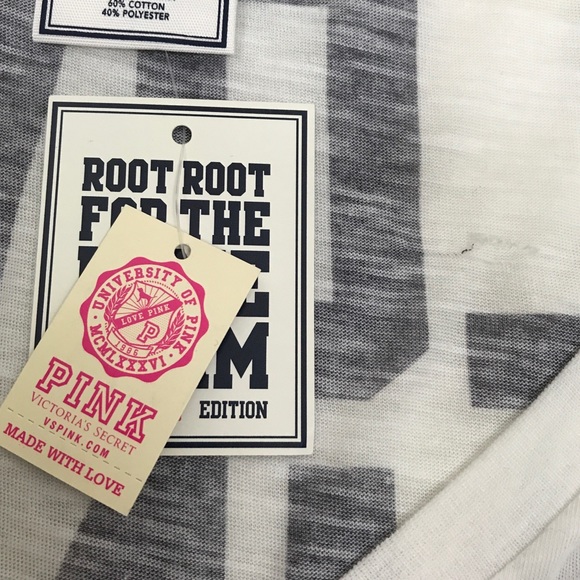 60% COTTON
40% POLYESTER
ROOT ROOT
FOR THE
EDITION
UNIVERSITY OF PINK
LOVE PINK
P
1986
MCMLXXXVI
PINK
VICTORIA'S SECRET
VSPINK.COM
MADE WITH LOVE